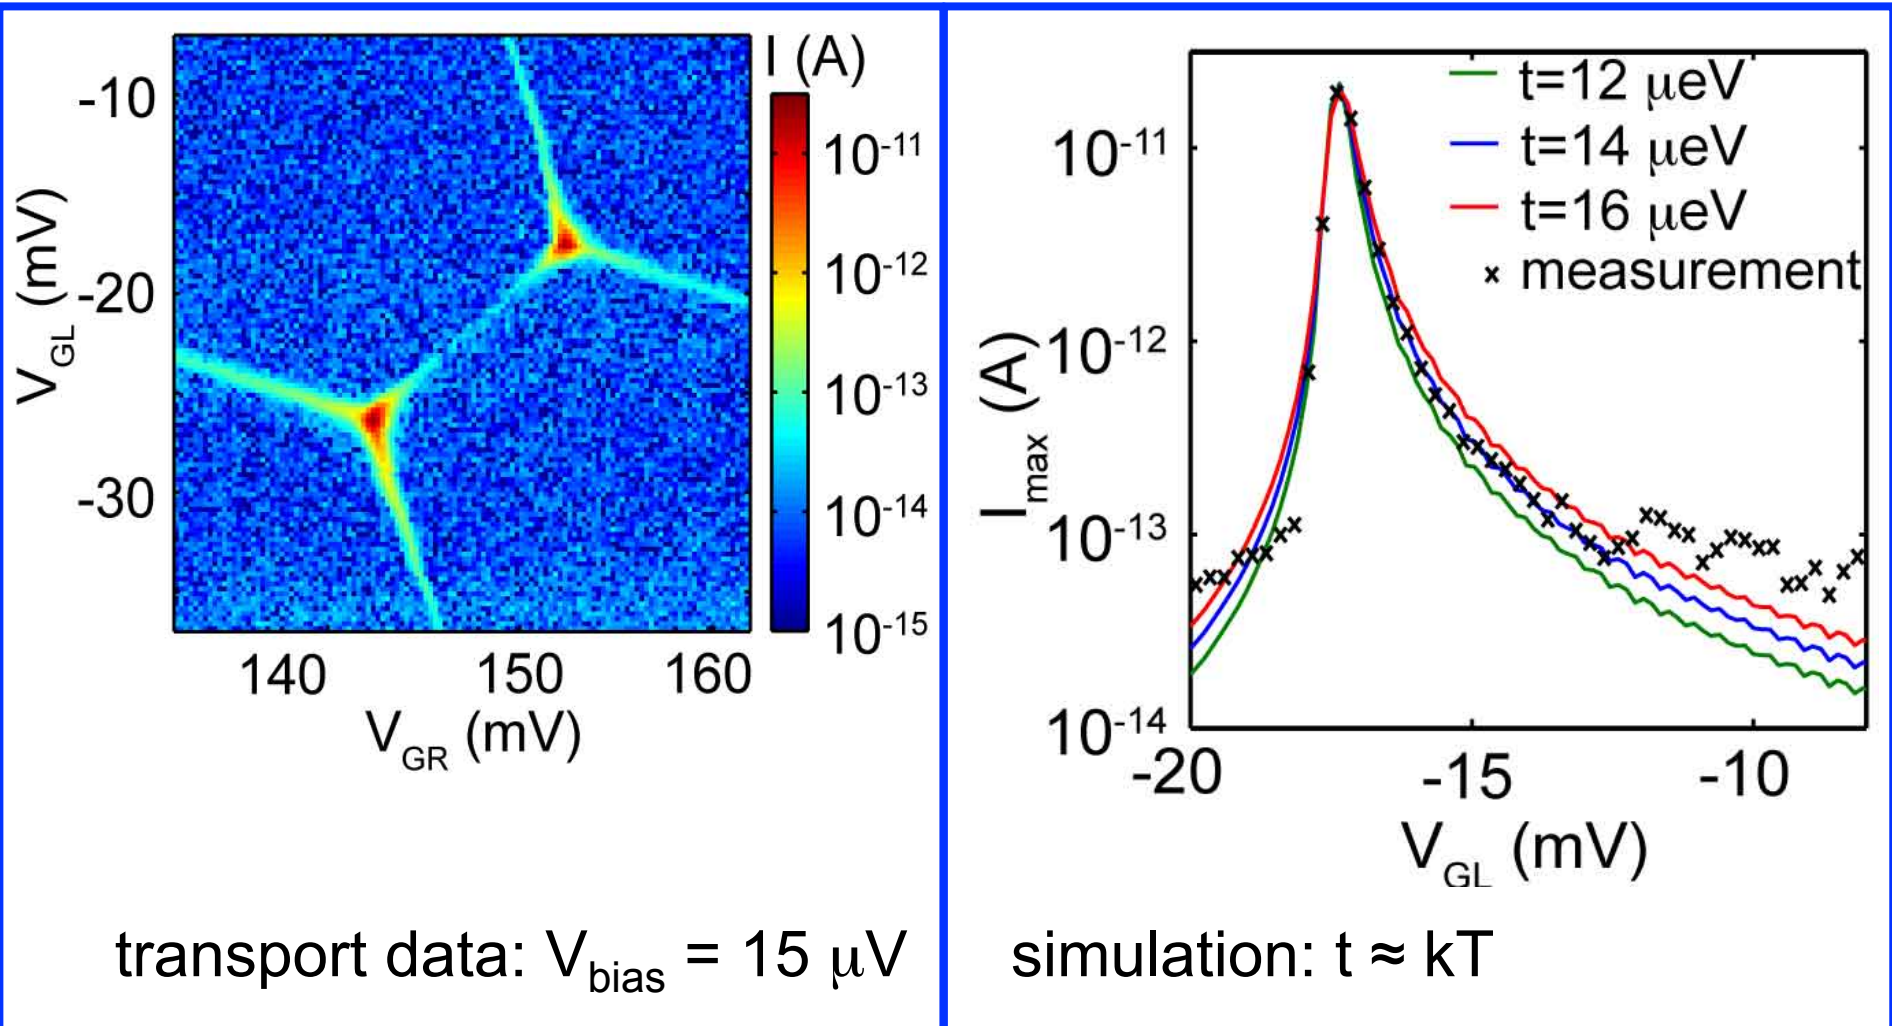 I (A)
-10
-20
-30
V_GL (mV)
10^-11
10^-12
10^-13
10^-14
10^-15
140 150 160
V_GR (mV)
transport data: V_bias = 15 μV
t=12 μeV
t=14 μeV
t=16 μeV
× measurement
10^-11
10^-12
10^-13
10^-14
I_max (A)
-20 -15 -10
V_GL (mV)
simulation: t ≈ kT